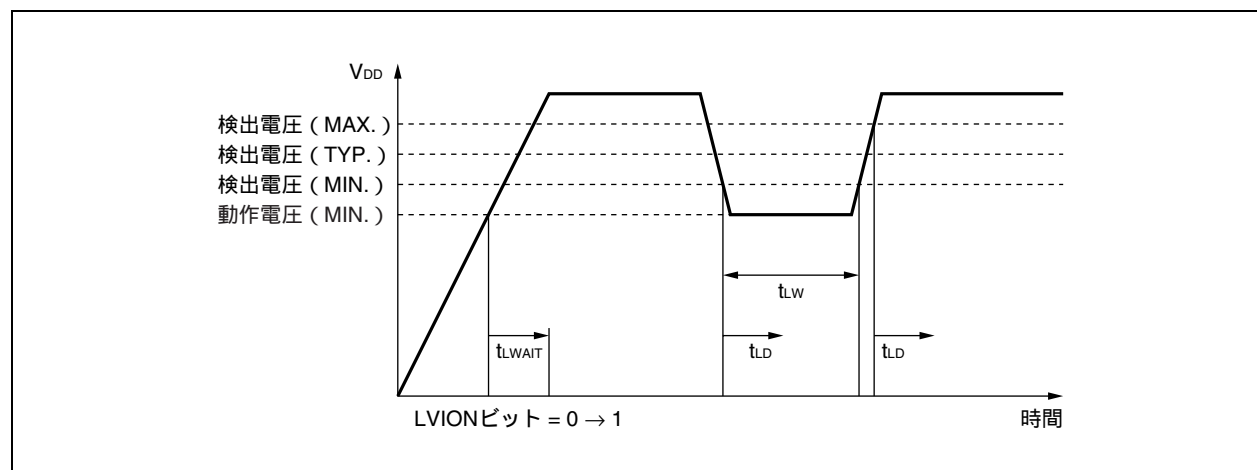 VDD
検出電圧（MAX.）
検出電圧（TYP.）
検出電圧（MIN.）
動作電圧（MIN.）
tLW
tLWAIT
tLD
tLD
LVIONビット = 0 → 1
時間